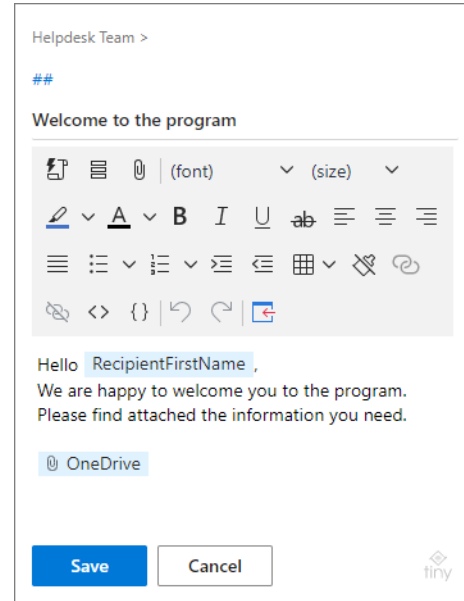 Helpdesk Team >
##
Welcome to the program
(font) (size)
A B I U ab
<> {}
Hello RecipientFirstName ,
We are happy to welcome you to the program.
Please find attached the information you need.
OneDrive
Save Cancel
tiny